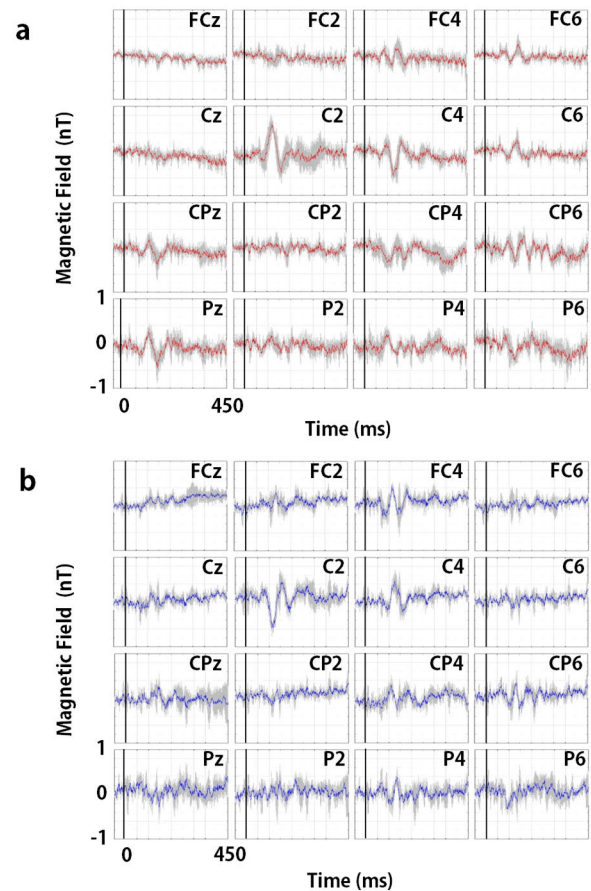 a
FCz FC2 FC4 FC6
Cz C2 C4 C6
CPz CP2 CP4 CP6
Pz P2 P4 P6
Magnetic Field (nT)
1
0
-1
0 450
Time (ms)
b
FCz FC2 FC4 FC6
Cz C2 C4 C6
CPz CP2 CP4 CP6
Pz P2 P4 P6
Magnetic Field (nT)
1
0
-1
0 450
Time (ms)